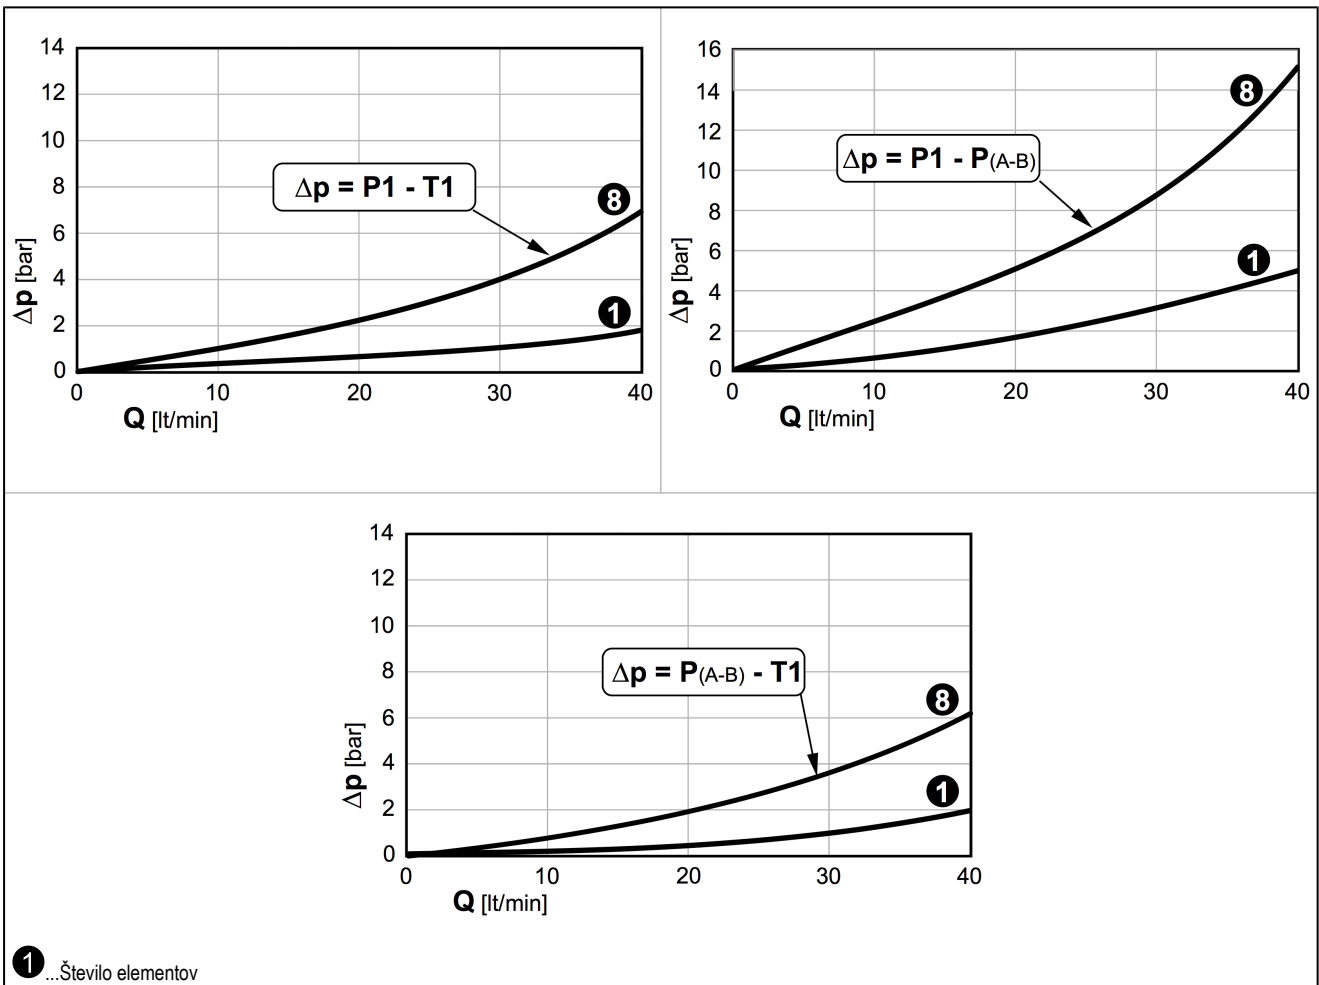 14
12
10
8
6
4
2
0
0 10 20 30 40
Δp [bar]
Q [lt/min]
Δp = P1 - T1
8
1
16
14
12
10
8
6
4
2
0
0 10 20 30 40
Δp [bar]
Q [lt/min]
Δp = P1 - P(A-B)
8
1
14
12
10
8
6
4
2
0
0 10 20 30 40
Δp [bar]
Q [lt/min]
Δp = P(A-B) - T1
8
1
1 ...Število elementov